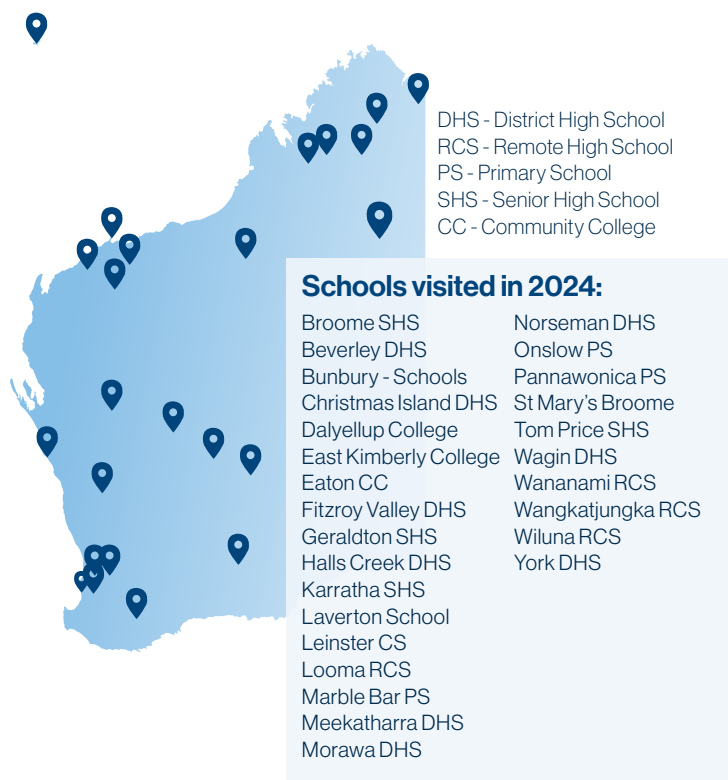 DHS - District High School
RCS - Remote High School
PS - Primary School
SHS - Senior High School
CC - Community College
Schools visited in 2024:
Broome SHS
Beverley DHS
Bunbury - Schools
Christmas Island DHS
Dalyellup College
East Kimberly College
Eaton CC
Fitzroy Valley DHS
Geraldton SHS
Halls Creek DHS
Karratha SHS
Laverton School
Leinster CS
Looma RCS
Marble Bar PS
Meekatharra DHS
Morawa DHS
Norseman DHS
Onslow PS
Pannawonica PS
St Mary's Broome
Tom Price SHS
Wagin DHS
Wananami RCS
Wangkatjungka RCS
Wiluna RCS
York DHS